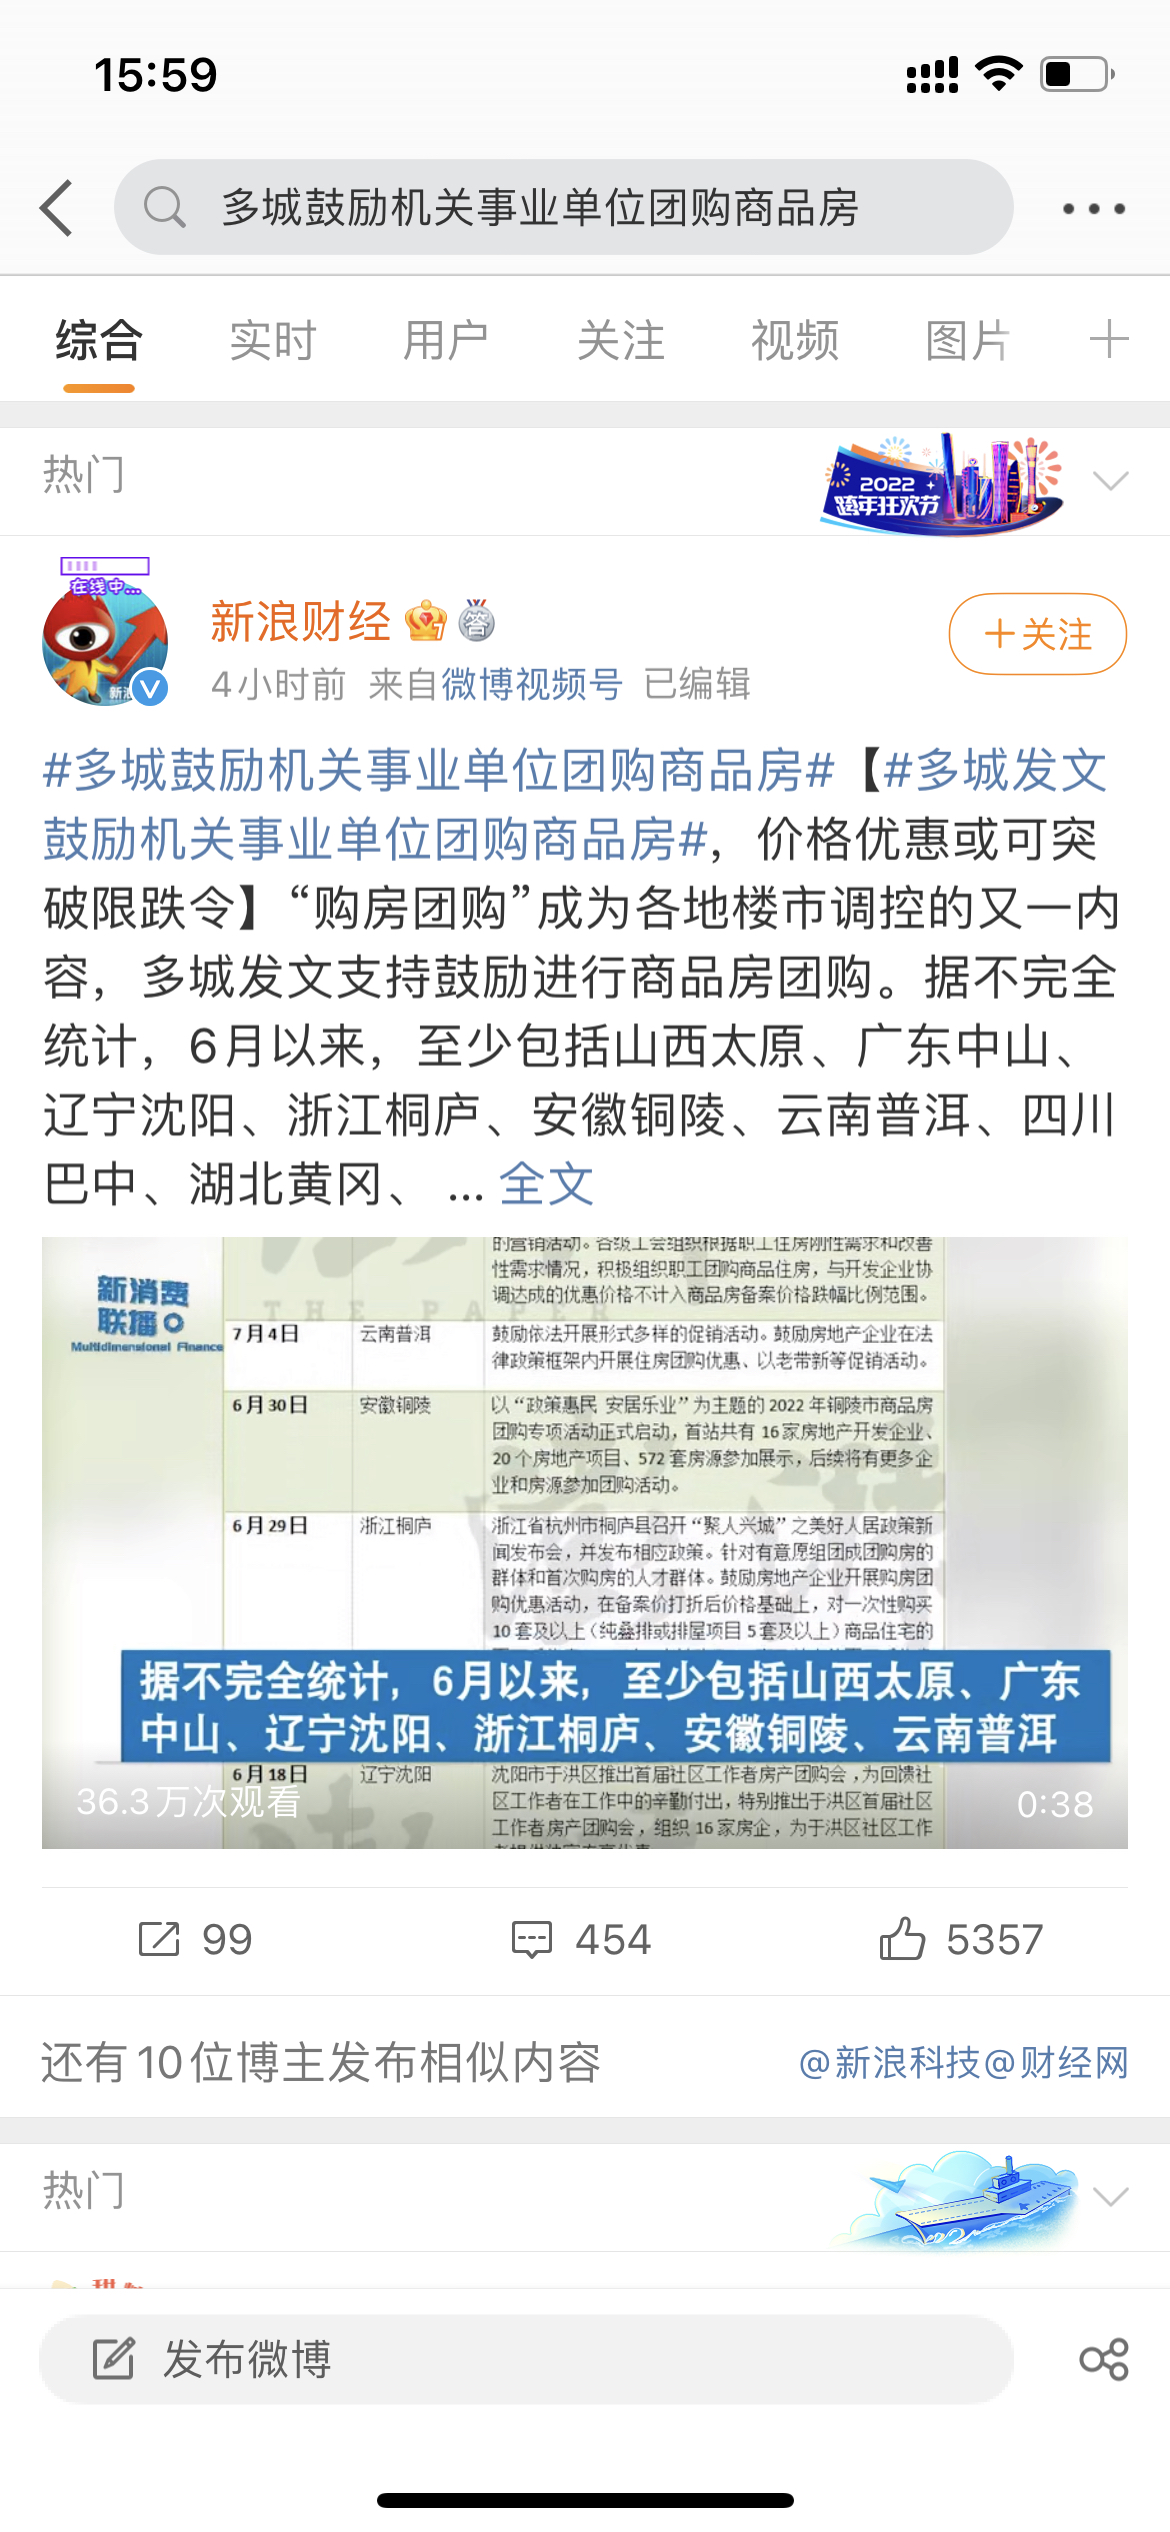 15:59
多城鼓励机关事业单位团购商品房
综合 实时 用户 关注 视频 图片
热门
2022
跨年狂欢节
在线中...
新浪财经
答
4小时前 来自微博视频号 已编辑
关注
#多城鼓励机关事业单位团购商品房#【#多城发文
鼓励机关事业单位团购商品房#，价格优惠或可突
破限跌令】“购房团购”成为各地楼市调控的又一内
容，多城发文支持鼓励进行商品房团购。据不完全
统计，6月以来，至少包括山西太原、广东中山、
辽宁沈阳、浙江桐庐、安徽铜陵、云南普洱、四川
巴中、湖北黄冈、 ... 全文
新消费
联播
Multidimensional Finance
THE PAPER
的营销活动。各级工会组织根据职工住房刚性需求和改善
性需求情况，积极组织职工团购商品住房，与开发企业协
调达成的优惠价格不计入商品房备案价格跌幅比例范围。
7月4日 云南普洱 鼓励依法开展形式多样的促销活动。鼓励房地产企业在法
律政策框架内开展住房团购优惠、以老带新等促销活动。
6月30日 安徽铜陵 以“政策惠民 安居乐业”为主题的 2022 年铜陵市商品房
团购专项活动正式启动，首站共有 16 家房地产开发企业、
20 个房地产项目、572 套房源参加展示，后续将有更多企
业和房源参加团购活动。
6月29日 浙江桐庐 浙江省杭州市桐庐县召开“聚人兴城”之美好人居政策新
闻发布会，并发布相应政策。针对有意愿组团成团购房的
群体和首次购房的人才群体。鼓励房地产企业开展购房团
购优惠活动，在备案价打折后价格基础上，对一次性购买
10 套及以上（纯叠排或排屋项目 5 套及以上）商品住宅的
据不完全统计，6月以来，至少包括山西太原、广东
中山、辽宁沈阳、浙江桐庐、安徽铜陵、云南普洱
6月18日 辽宁沈阳 沈阳市于洪区推出首届社区工作者房产团购会，为回馈社
区工作者在工作中的辛勤付出，特别推出于洪区首届社区
工作者房产团购会，组织 16 家房企，为于洪区社区工作
36.3万次观看 0:38
99 454 5357
还有10位博主发布相似内容 @新浪科技@财经网
热门
发布微博